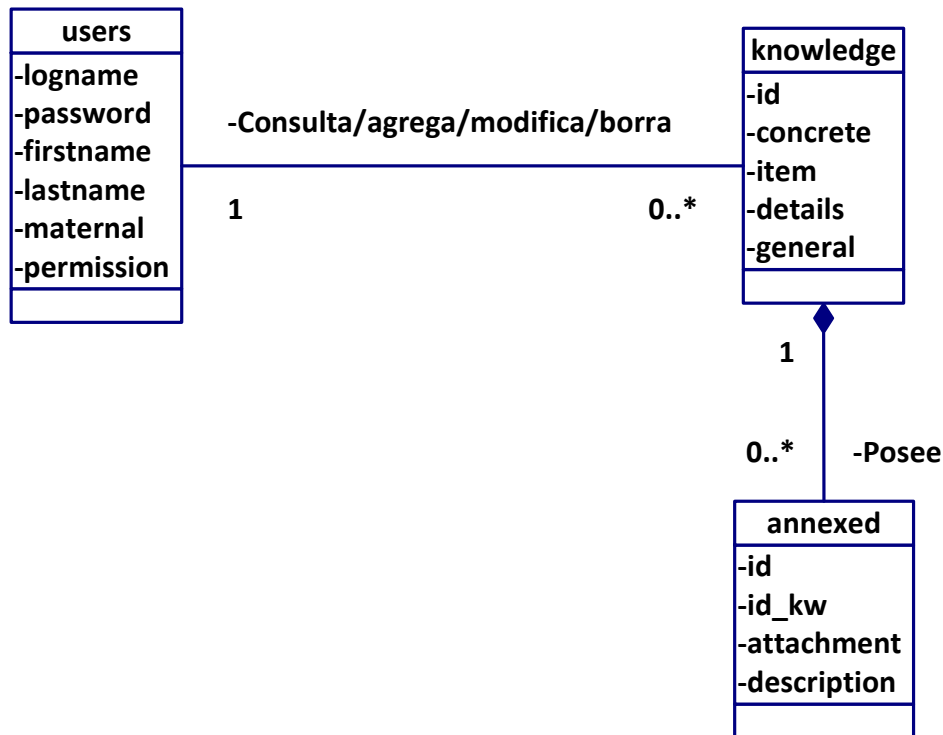 users
-logname
-password
-firstname
-lastname
-maternal
-permission
-Consulta/agrega/modifica/borra
1
0..*
knowledge
-id
-concrete
-item
-details
-general
1
0..*
-Posee
annexed
-id
-id_kw
-attachment
-description